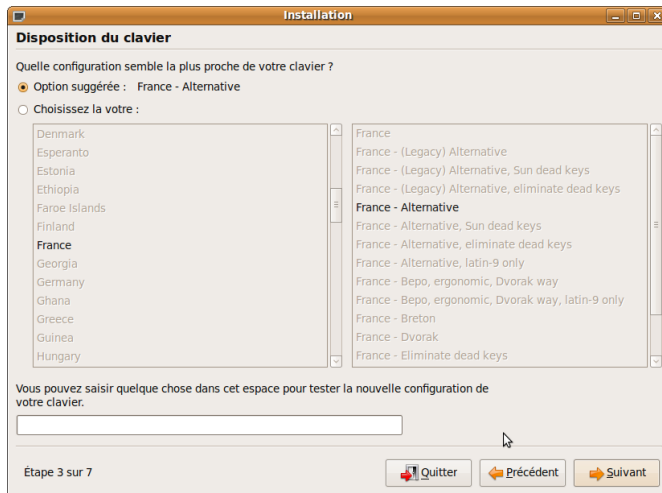 Installation
Disposition du clavier
Quelle configuration semble la plus proche de votre clavier ?
Option suggérée : France - Alternative
Choisissez la votre :
Denmark
Esperanto
Estonia
Ethiopia
Faroe Islands
Finland
France
Georgia
Germany
Ghana
Greece
Guinea
Hungary
France
France - (Legacy) Alternative
France - (Legacy) Alternative, Sun dead keys
France - (Legacy) Alternative, eliminate dead keys
France - Alternative
France - Alternative, Sun dead keys
France - Alternative, eliminate dead keys
France - Alternative, latin-9 only
France - Bepo, ergonomic, Dvorak way
France - Bepo, ergonomic, Dvorak way, latin-9 only
France - Breton
France - Dvorak
France - Eliminate dead keys
Vous pouvez saisir quelque chose dans cet espace pour tester la nouvelle configuration de
votre clavier.
Étape 3 sur 7
Quitter
Précédent
Suivant